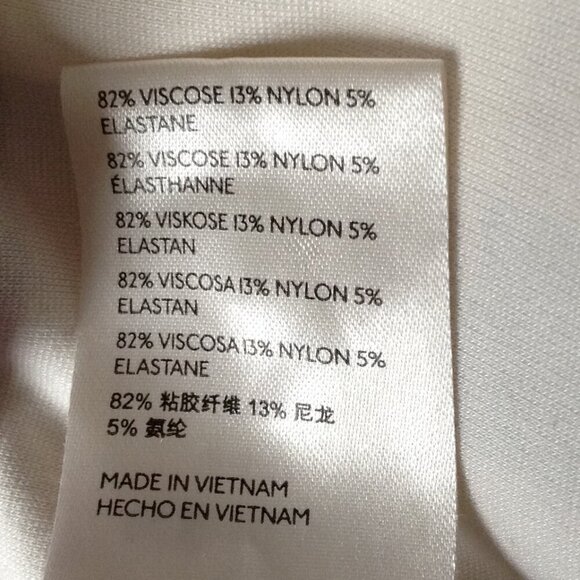 82% VISCOSE 13% NYLON 5%
ELASTANE
82% VISCOSE 13% NYLON 5%
ÉLASTHANNE
82% VISKOSE 13% NYLON 5%
ELASTAN
82% VISCOSA 13% NYLON 5%
ELASTAN
82% VISCOSA 13% NYLON 5%
ELASTANE
82% 粘胶纤维 13% 尼龙
5% 氨纶
MADE IN VIETNAM
HECHO EN VIETNAM